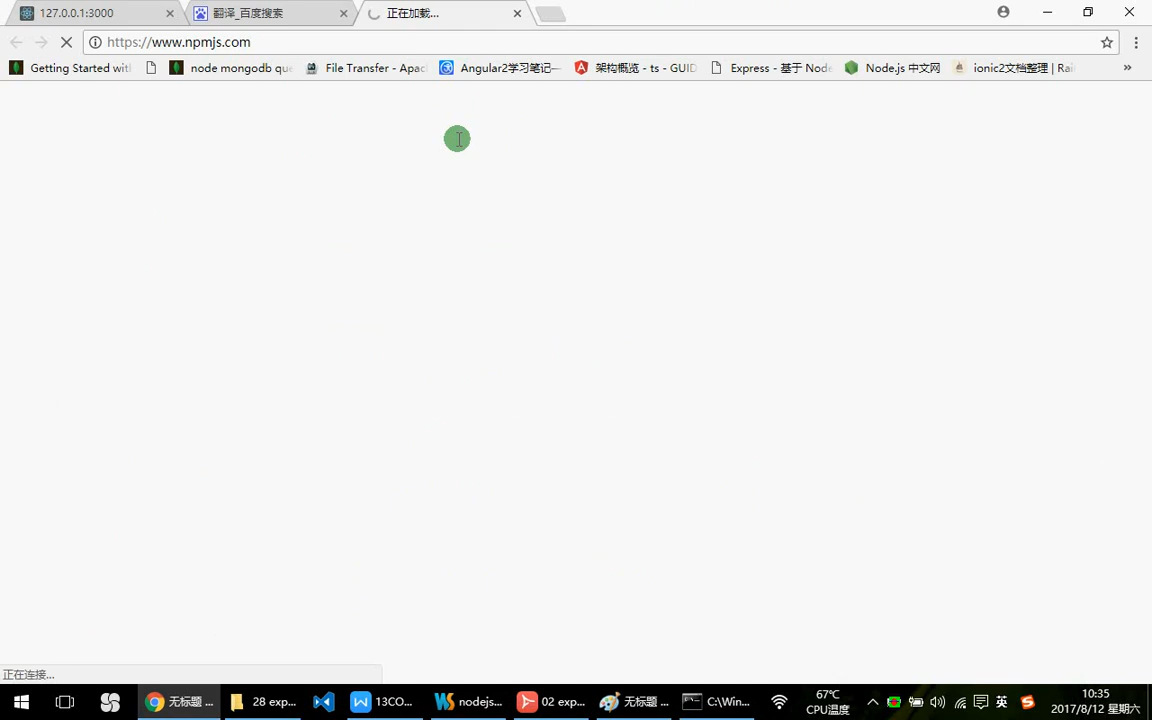 127.0.0.1:3000
翻译_百度搜索
正在加载...
https://www.npmjs.com
Getting Started wit
node mongodb que
File Transfer - Apac
Angular2学习笔记—
架构概览 - ts - GUID
Express - 基于 Node
Node.js 中文网
ionic2文档整理 | Rai
»
正在连接...
无标题 ...
28 exp...
13CO...
nodejs...
02 exp...
无标题 ...
C:\Win...
67℃
CPU温度
英
10:35
2017/8/12 星期六